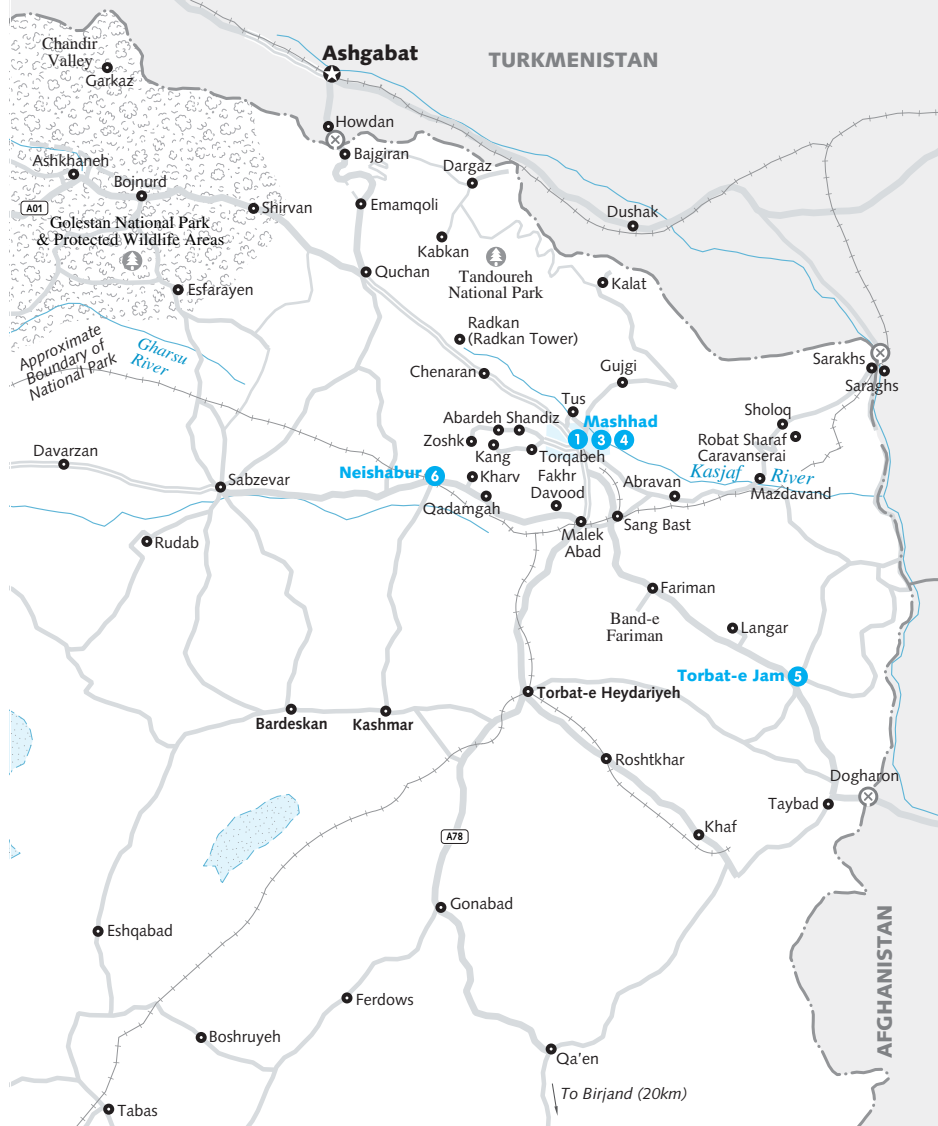 Chandir
Valley
Garkaz
Ashgabat
TURKMENISTAN
Howdan
Bajgiran
Ashkhaneh
Bojnurd
Dargaz
A01
Shirvan
Emamqoli
Dushak
Golestan National Park
& Protected Wildlife Areas
Kabkan
Quchan
Tandoureh
National Park
Kalat
Esfarayen
Radkan
(Radkan Tower)
Approximate
Boundary of
National Park
Gharsu
River
Chenaran
Gujgi
Sarakhs
Saraghs
Tus
Abardeh
Shandiz
Mashhad
1
3
4
Sholoq
Zoshk
Kang
Torqabeh
Robat Sharaf
Caravanserai
Davarzan
Neishabur
6
Kharv
Fakhr
Davood
Kasjaf
River
Sabzevar
Qadamgah
Abravan
Mazdavand
Sang Bast
Malek
Abad
Rudab
Fariman
Band-e
Fariman
Langar
Torbat-e Jam
5
Torbat-e Heydariyeh
Bardeskan
Kashmar
Roshtkhar
Dogharon
Taybad
Khaf
A78
Gonabad
Eshqabad
AFGHANISTAN
Ferdows
Boshruyeh
Qa'en
To Birjand (20km)
Tabas